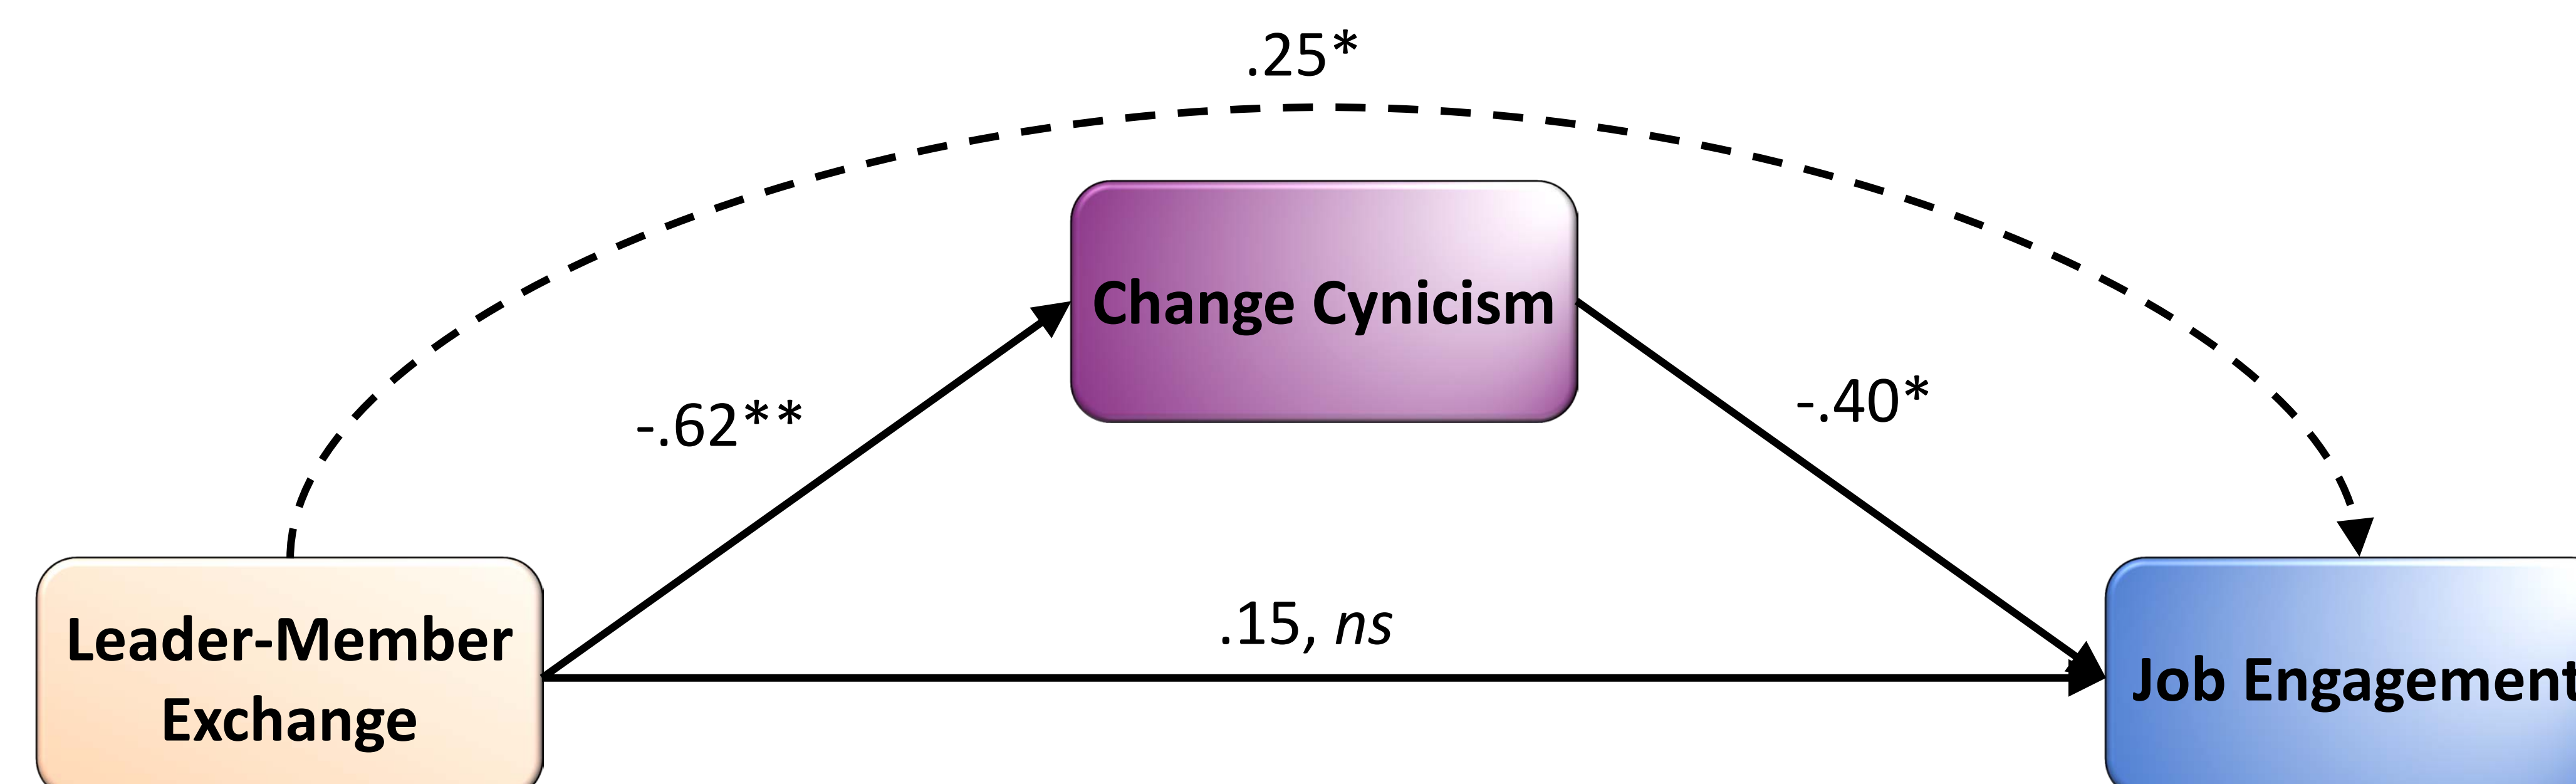 .25*
Change Cynicism
-.62**
-.40*
.15, ns
Leader-Member
Exchange
Job Engagement